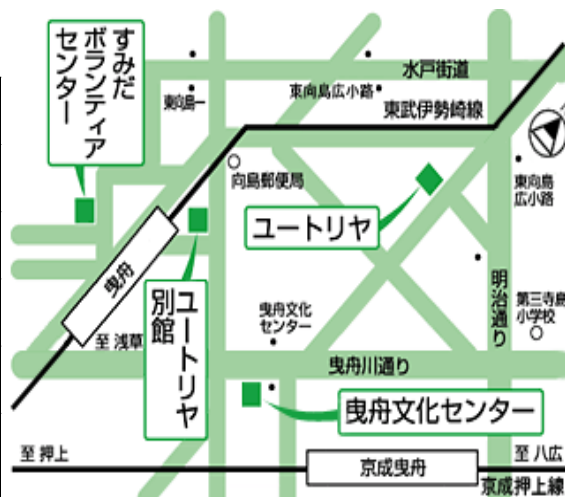 すみだ
ボランティア
センター
水戸街道
東向島一
東向島広小路
東武伊勢崎線
向島郵便局
東向島
広小路
ユートリヤ
曳舟
ユートリヤ
別館
至 浅草
曳舟文化
センター
明治通り
第三寺島
小学校
曳舟川通り
曳舟文化センター
至 押上
京成曳舟
至 八広
京成押上線